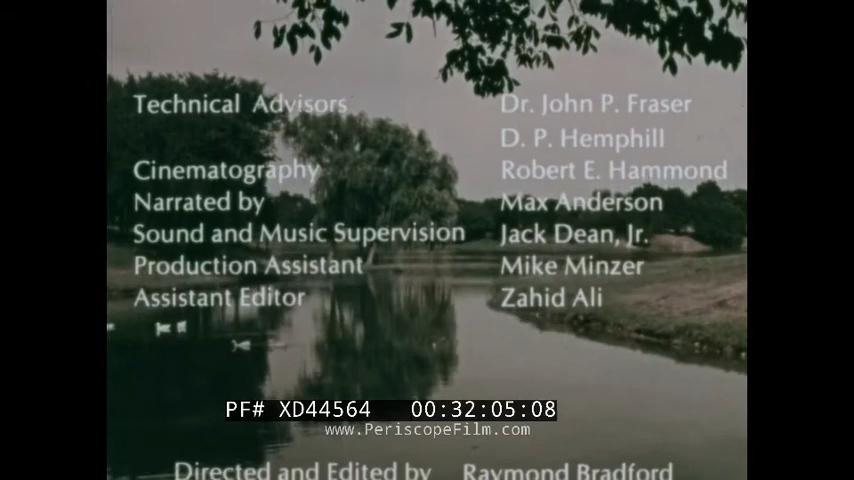 Technical Advisors Dr. John P. Fraser
D. P. Hemphill
Cinematography Robert E. Hammond
Narrated by Max Anderson
Sound and Music Supervision Jack Dean, Jr.
Production Assistant Mike Minzer
Assistant Editor Zahid Ali
PF# XD44564 00:32:05:08
www.PeriscopeFilm.com
Directed and Edited by Raymond Bradford